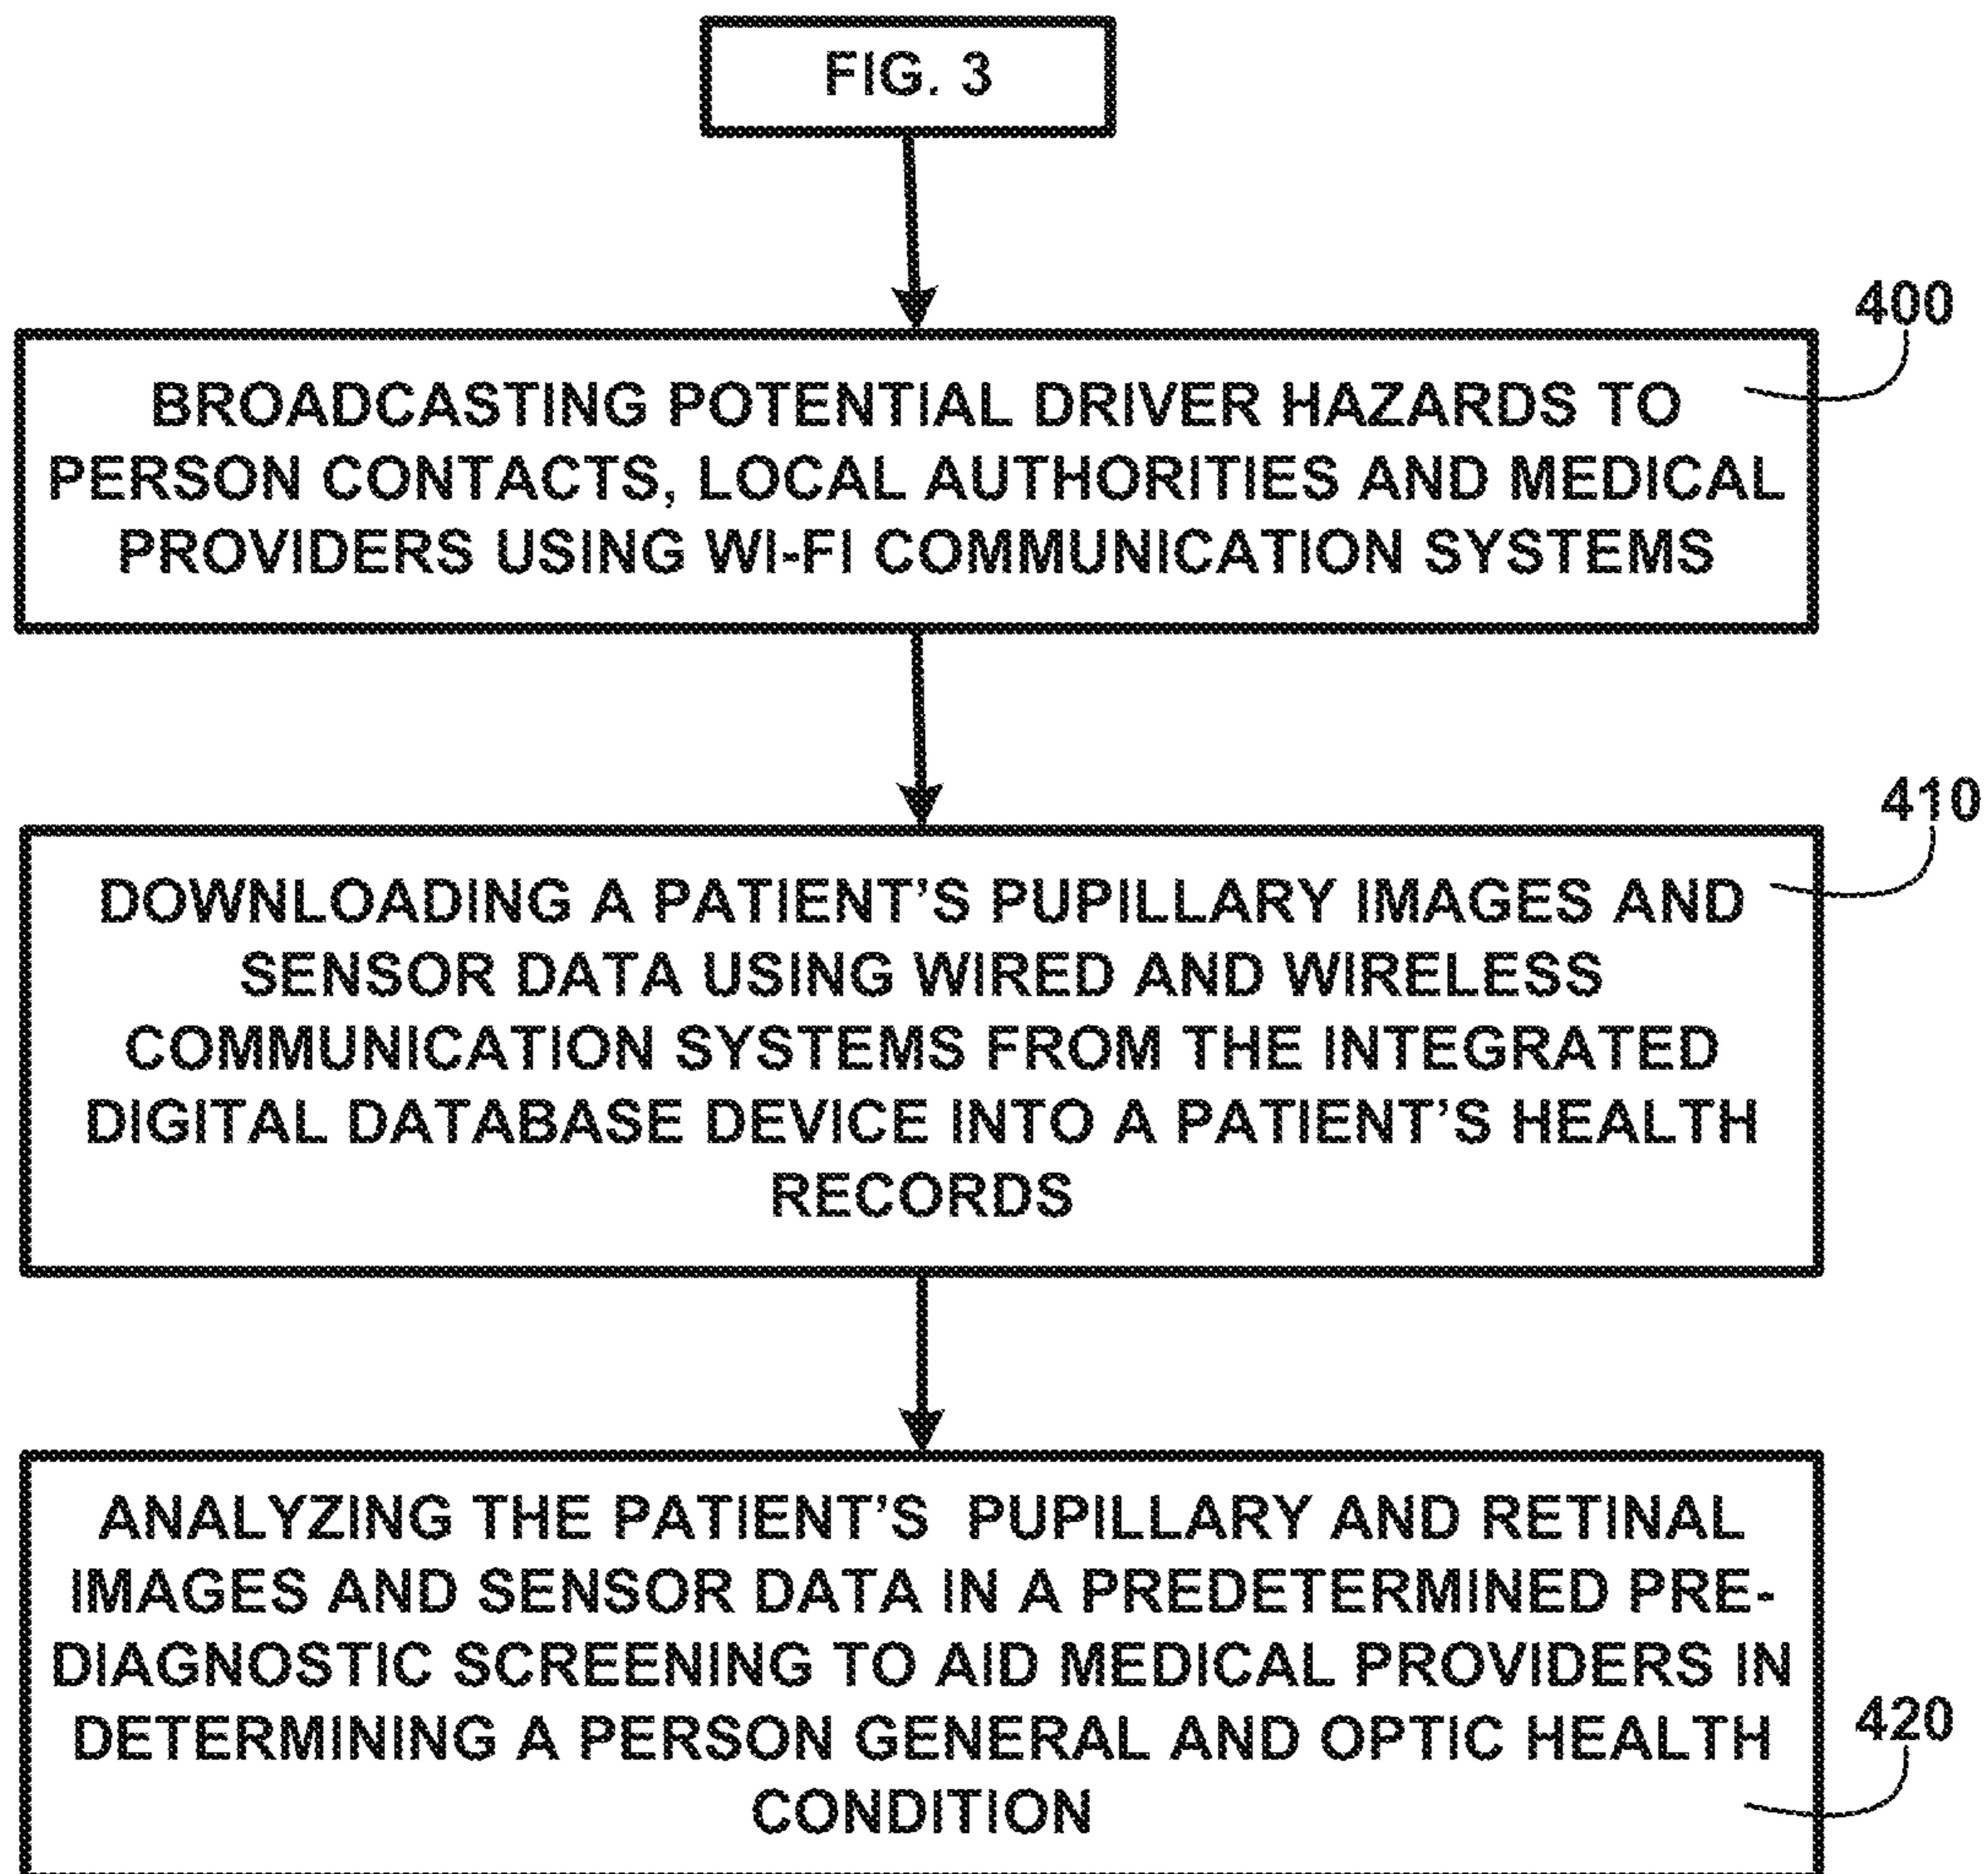 FIG. 3
400
BROADCASTING POTENTIAL DRIVER HAZARDS TO
PERSON CONTACTS, LOCAL AUTHORITIES AND MEDICAL
PROVIDERS USING WI-FI COMMUNICATION SYSTEMS
410
DOWNLOADING A PATIENT’S PUPILLARY IMAGES AND
SENSOR DATA USING WIRED AND WIRELESS
COMMUNICATION SYSTEMS FROM THE INTEGRATED
DIGITAL DATABASE DEVICE INTO A PATIENT’S HEALTH
RECORDS
ANALYZING THE PATIENT’S  PUPILLARY AND RETINAL
IMAGES AND SENSOR DATA IN A PREDETERMINED PRE-
DIAGNOSTIC SCREENING TO AID MEDICAL PROVIDERS IN
DETERMINING A PERSON GENERAL AND OPTIC HEALTH
CONDITION
420